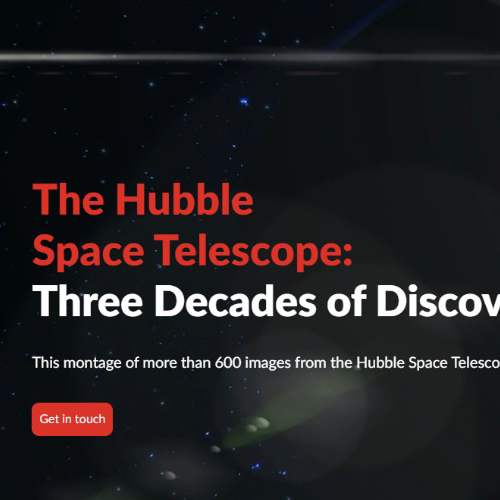 The Hubble
Space Telescope:
Three Decades of Discov
This montage of more than 600 images from the Hubble Space Telesco
Get in touch